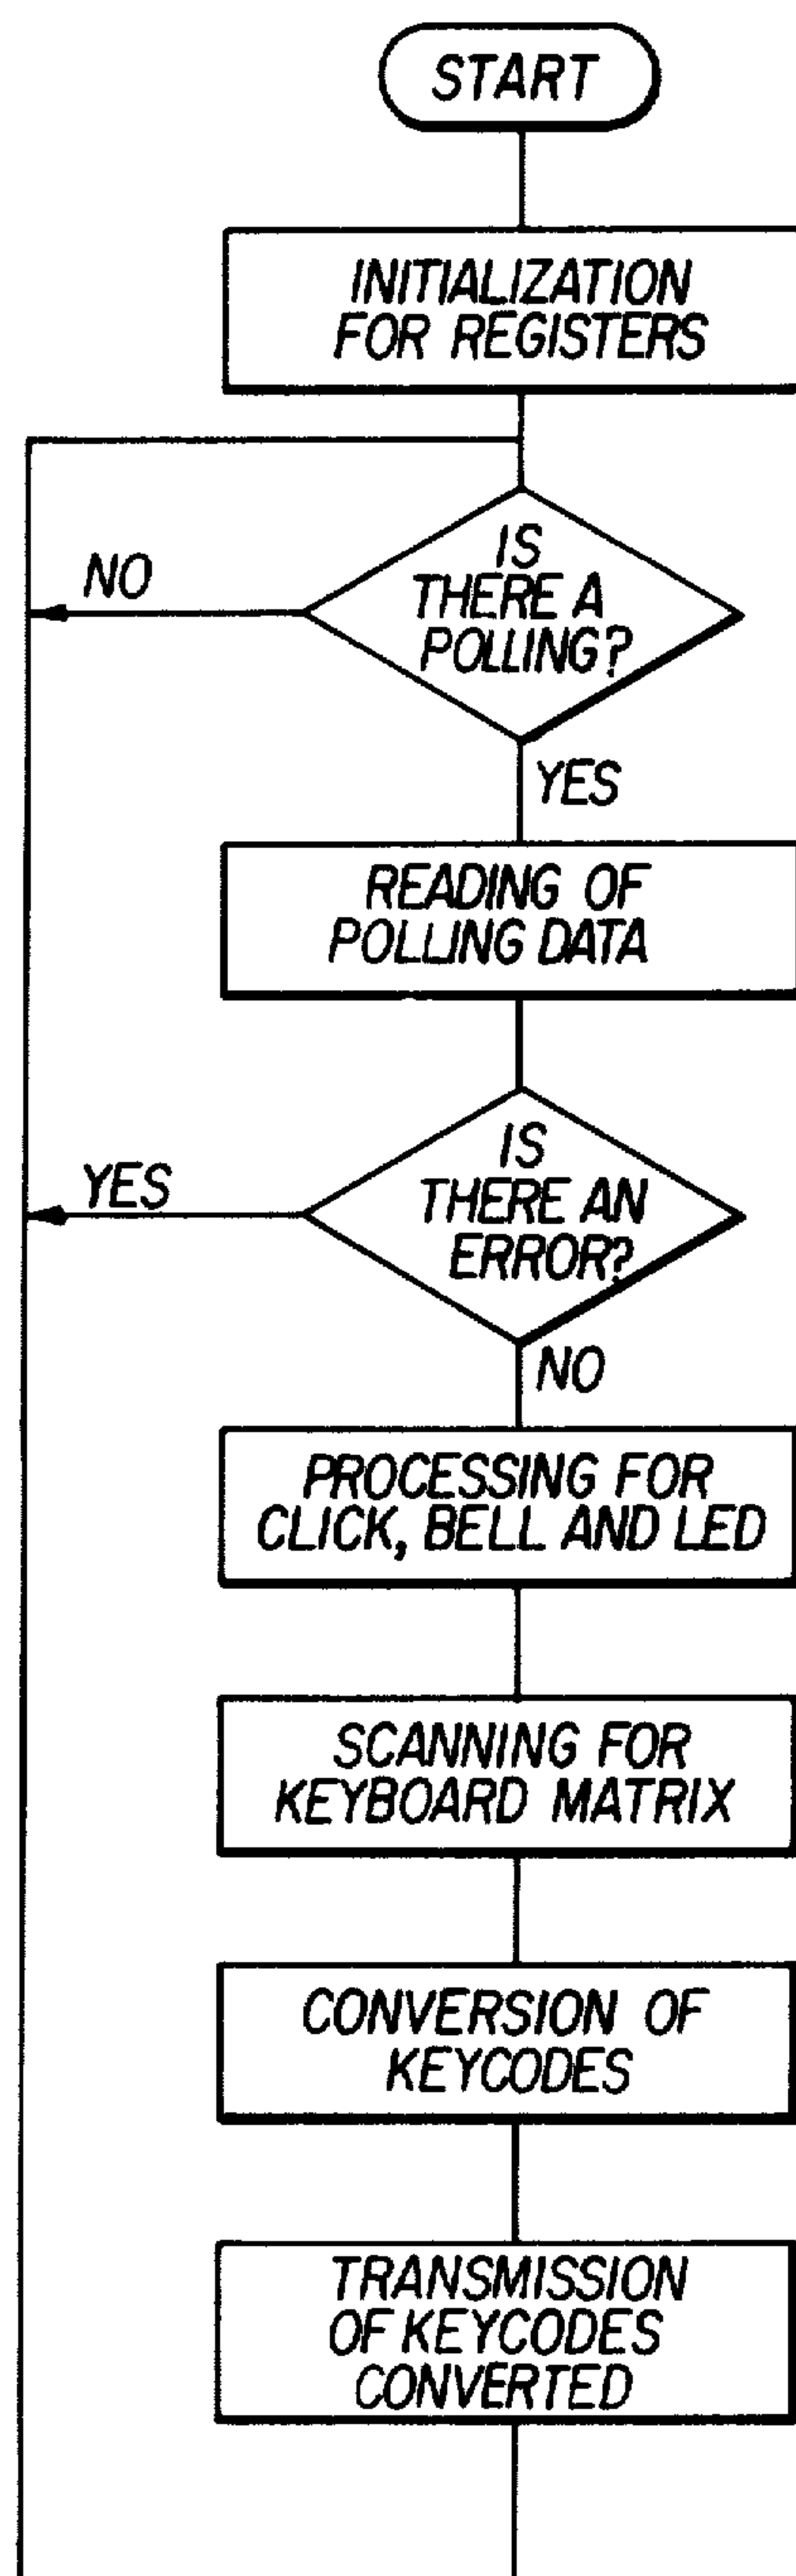 START
INITIALIZATION
FOR REGISTERS
IS
THERE A
POLLING?
NO
YES
READING OF
POLLING DATA
IS
THERE AN
ERROR?
YES
NO
PROCESSING FOR
CLICK, BELL AND LED
SCANNING FOR
KEYBOARD MATRIX
CONVERSION OF
KEYCODES
TRANSMISSION
OF KEYCODES
CONVERTED